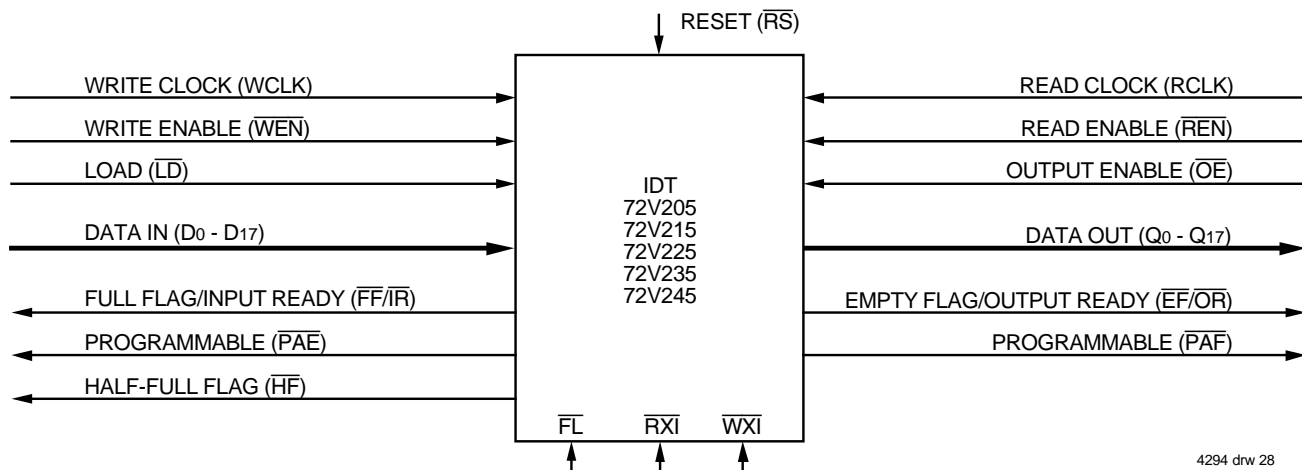 RESET (RS)
WRITE CLOCK (WCLK)
READ CLOCK (RCLK)
WRITE ENABLE (WEN)
READ ENABLE (REN)
LOAD (LD)
OUTPUT ENABLE (OE)
IDT
72V205
72V215
72V225
72V235
72V245
DATA IN (D0 - D17)
DATA OUT (Q0 - Q17)
FULL FLAG/INPUT READY (FF/IR)
EMPTY FLAG/OUTPUT READY (EF/OR)
PROGRAMMABLE (PAE)
PROGRAMMABLE (PAF)
HALF-FULL FLAG (HF)
FL RXI WXI
4294 drw 28